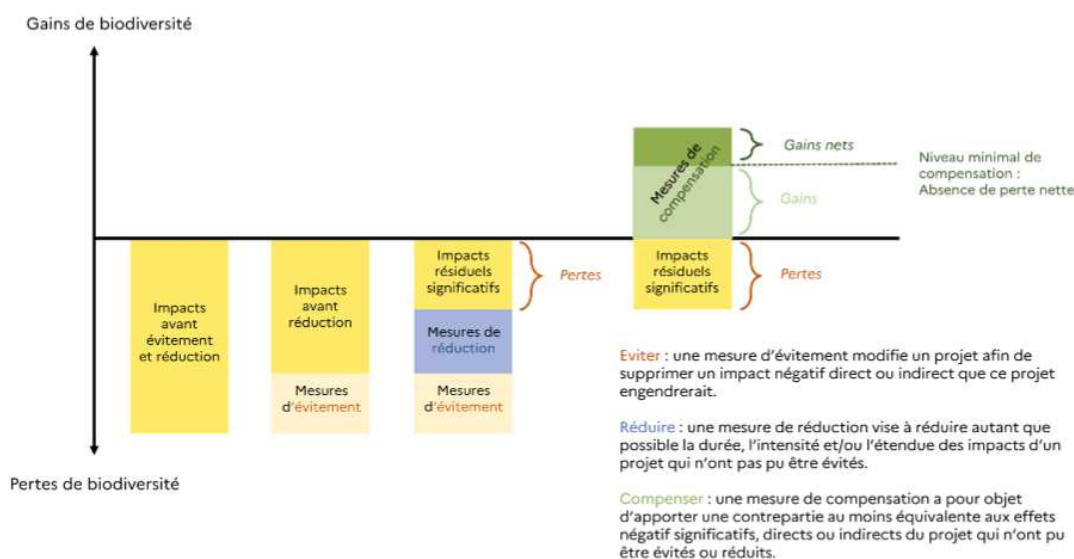 Gains de biodiversité
Gains nets
Mesures de
compensation
Niveau minimal de
compensation :
Absence de perte nette
Gains
Impacts
avant
évitement
et réduction
Impacts
avant
réduction
Mesures
d'évitement
Impacts
résiduels
significatifs
Pertes
Mesures de
réduction
Mesures
d'évitement
Impacts
résiduels
significatifs
Pertes
Pertes de biodiversité
Eviter : une mesure d'évitement modifie un projet afin de
supprimer un impact négatif direct ou indirect que ce projet
engendrerait.
Réduire : une mesure de réduction vise à réduire autant que
possible la durée, l'intensité et/ou l'étendue des impacts d'un
projet qui n'ont pas pu être évités.
Compenser : une mesure de compensation a pour objet
d'apporter une contrepartie au moins équivalente aux effets
négatif significatifs, directs ou indirects du projet qui n'ont pu
être évités ou réduits.